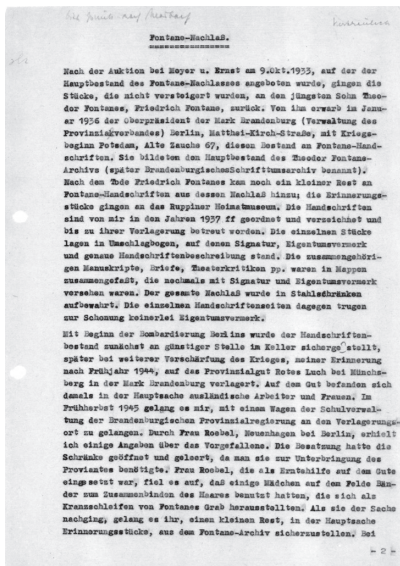 Fontane-Nachlaß.
Nach der Auktion bei Meyer u. Ernst am 9.Okt.1933, auf der der
Hauptbestand des Fontane-Nachlasses angeboten wurde, gingen die
Stücke, die nicht versteigert wurden, an den jüngsten Sohn Theo-
dor Fontanes, Friedrich Fontane, zurück. Von ihm erwarb im Janu-
ar 1936 der Oberpräsident der Mark Brandenburg (Verwaltung des
Provinzialverbandes) Berlin, Matthäi-Kirch-Straße, mit Kriegs-
beginn Potsdam, Alte Zauche 67, diesen Bestand an Fontane-Hand-
schriften. Sie bildeten den Hauptbestand des Theodor Fontane-
Archivs (später Brandenburgisches Schrifttumsarchiv benannt).
Nach dem Tode Friedrich Fontanes kam noch ein kleiner Rest an
Fontane-Handschriften aus dessen Nachlaß hinzu; die Erinnerungs-
stücke gingen an das Ruppiner Heimatmuseum. Die Handschriften
sind von mir in den Jahren 1937 ff geordnet und verzeichnet und
bis zu ihrer Verlagerung betreut worden. Die einzelnen Stücke
lagen in Umschlagbogen, auf denen Signatur, Eigentumsvermerk
und genaue Handschriftenbeschreibung stand. Die zusammengehöri-
gen Manuskripte, Briefe, Theaterkritiken pp. waren in Mappen
zusammengefaßt, die nochmals mit Signatur und Eigentumsvermerk
versehen waren. Der gesamte Nachlaß wurde in Stahlschränken
aufbewahrt. Die einzelnen Handschriftenseiten dagegen trugen
zur Schonung keinerlei Eigentumsvermerk.
Mit Beginn der Bombardierung Berlins wurde der Handschriften-
bestand zunächst an günstiger Stelle im Keller sichergestellt,
später bei weiterer Verschärfung des Krieges, meiner Erinnerung
nach Frühjahr 1944, auf das Provinzialgut Rotes Luch bei Münchs-
berg in der Mark Brandenburg verlagert. Auf dem Gut befanden sich
damals in der Hauptsache ausländische Arbeiter und Frauen. Im
Frühherbst 1945 gelang es mir, mit einem Wagen der Schulverwal-
tung der Brandenburgischen Provinzialregierung an den Verlagerungs-
ort zu gelangen. Durch Frau Roebel, Neuenhagen bei Berlin, erhielt
ich einige Angaben über das Vorgefallene. Die Besatzung hatte die
Schränke geöffnet und geleert, da man sie zur Unterbringung des
Proviantes benötigte. Frau Roebel, die als Erntehilfe auf dem Gute
eingesetzt war, fiel es auf, daß einige Mädchen auf dem Felde Bän-
der zum Zusammenbinden des Haares benutzt hatten, die sich als
Kranzschleifen von Fontanes Grab herausstellten. Als sie der Sache
nachging, gelang es ihr, einen kleinen Rest, in der Hauptsache
Erinnerungsstücke, aus dem Fontane-Archiv sicherzustellen. Bei
- 2 -